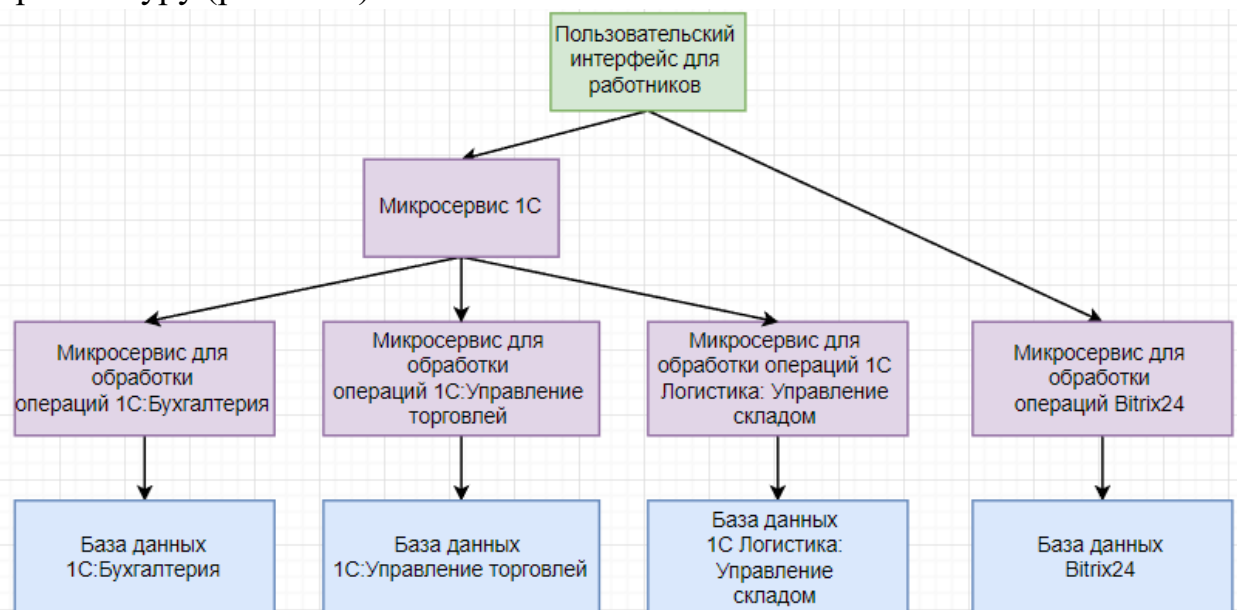 Пользовательский
интерфейс для
работников
Микросервис 1С
Микросервис для
обработки
операций 1С:Бухгалтерия
Микросервис для
обработки
операций 1С:Управление
торговлей
Микросервис для
обработки операций 1С
Логистика: Управление
складом
Микросервис для
обработки
операций Bitrix24
База данных
1С:Бухгалтерия
База данных
1С:Управление торговлей
База данных
1С Логистика:
Управление
складом
База данных
Bitrix24